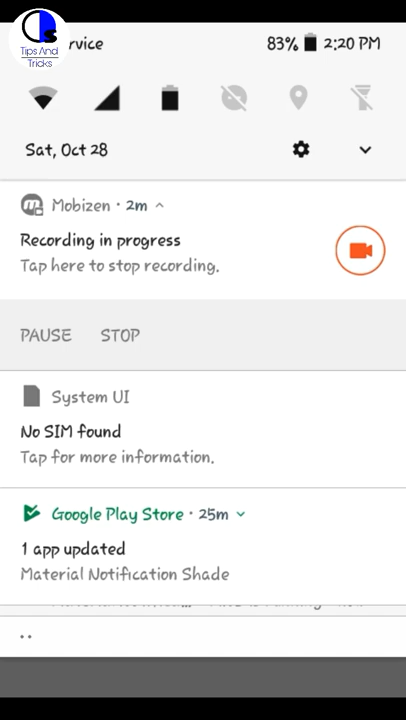 Tips And
Tricks
rvice
83%
2:20 PM
Sat, Oct 28
Mobizen · 2m
Recording in progress
Tap here to stop recording.
PAUSE STOP
System UI
No SIM found
Tap for more information.
Google Play Store · 25m
1 app updated
Material Notification Shade